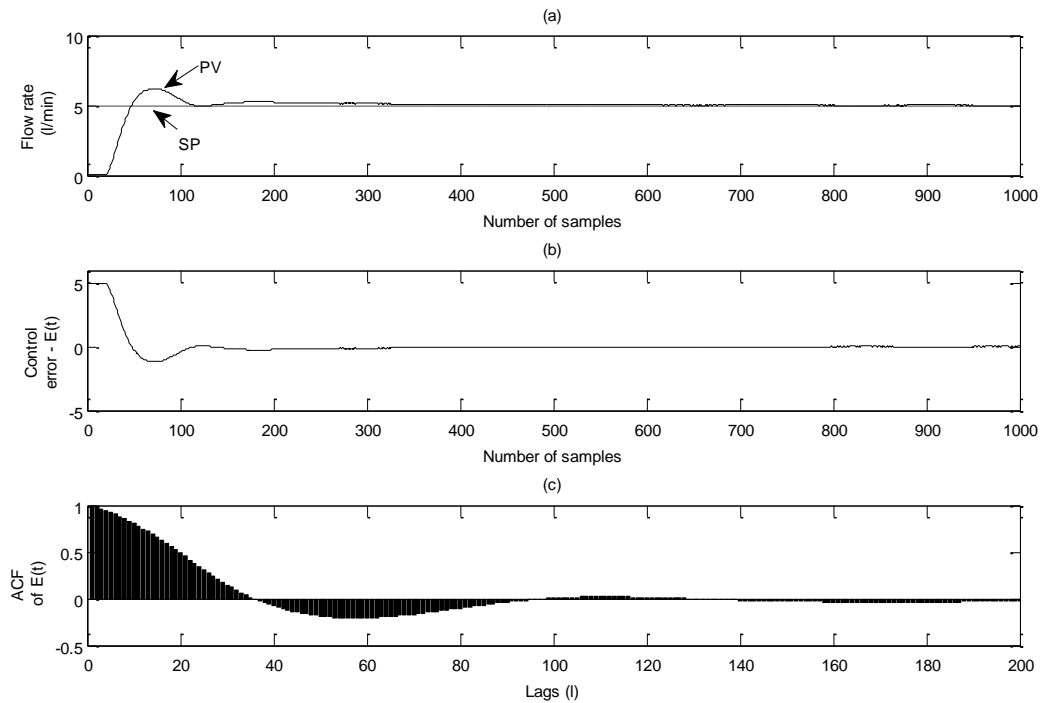 (a)
10
5
0
Flow rate
(l/min)
PV
SP
0 100 200 300 400 500 600 700 800 900 1000
Number of samples
(b)
5
0
-5
Control
error - E(t)
0 100 200 300 400 500 600 700 800 900 1000
Number of samples
(c)
1
0.5
0
-0.5
ACF
of E(t)
0 20 40 60 80 100 120 140 160 180 200
Lags (l)